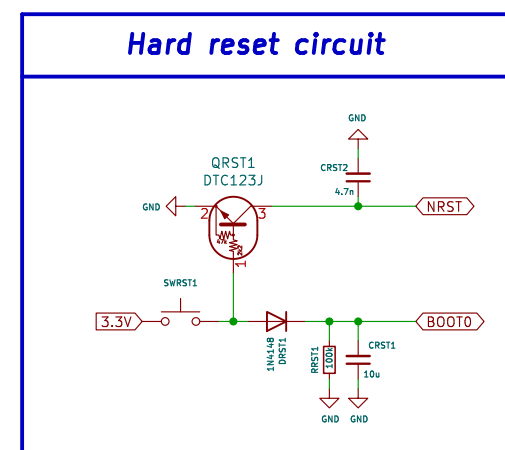 Hard reset circuit
GND
QRST1
DTC123J
CRST2
4.7n
GND
2
3
NRST
47k
2k2
1
SWRST1
3.3V
BOOT0
1N4148
DRST1
RRST1
100k
CRST1
10u
GND
GND